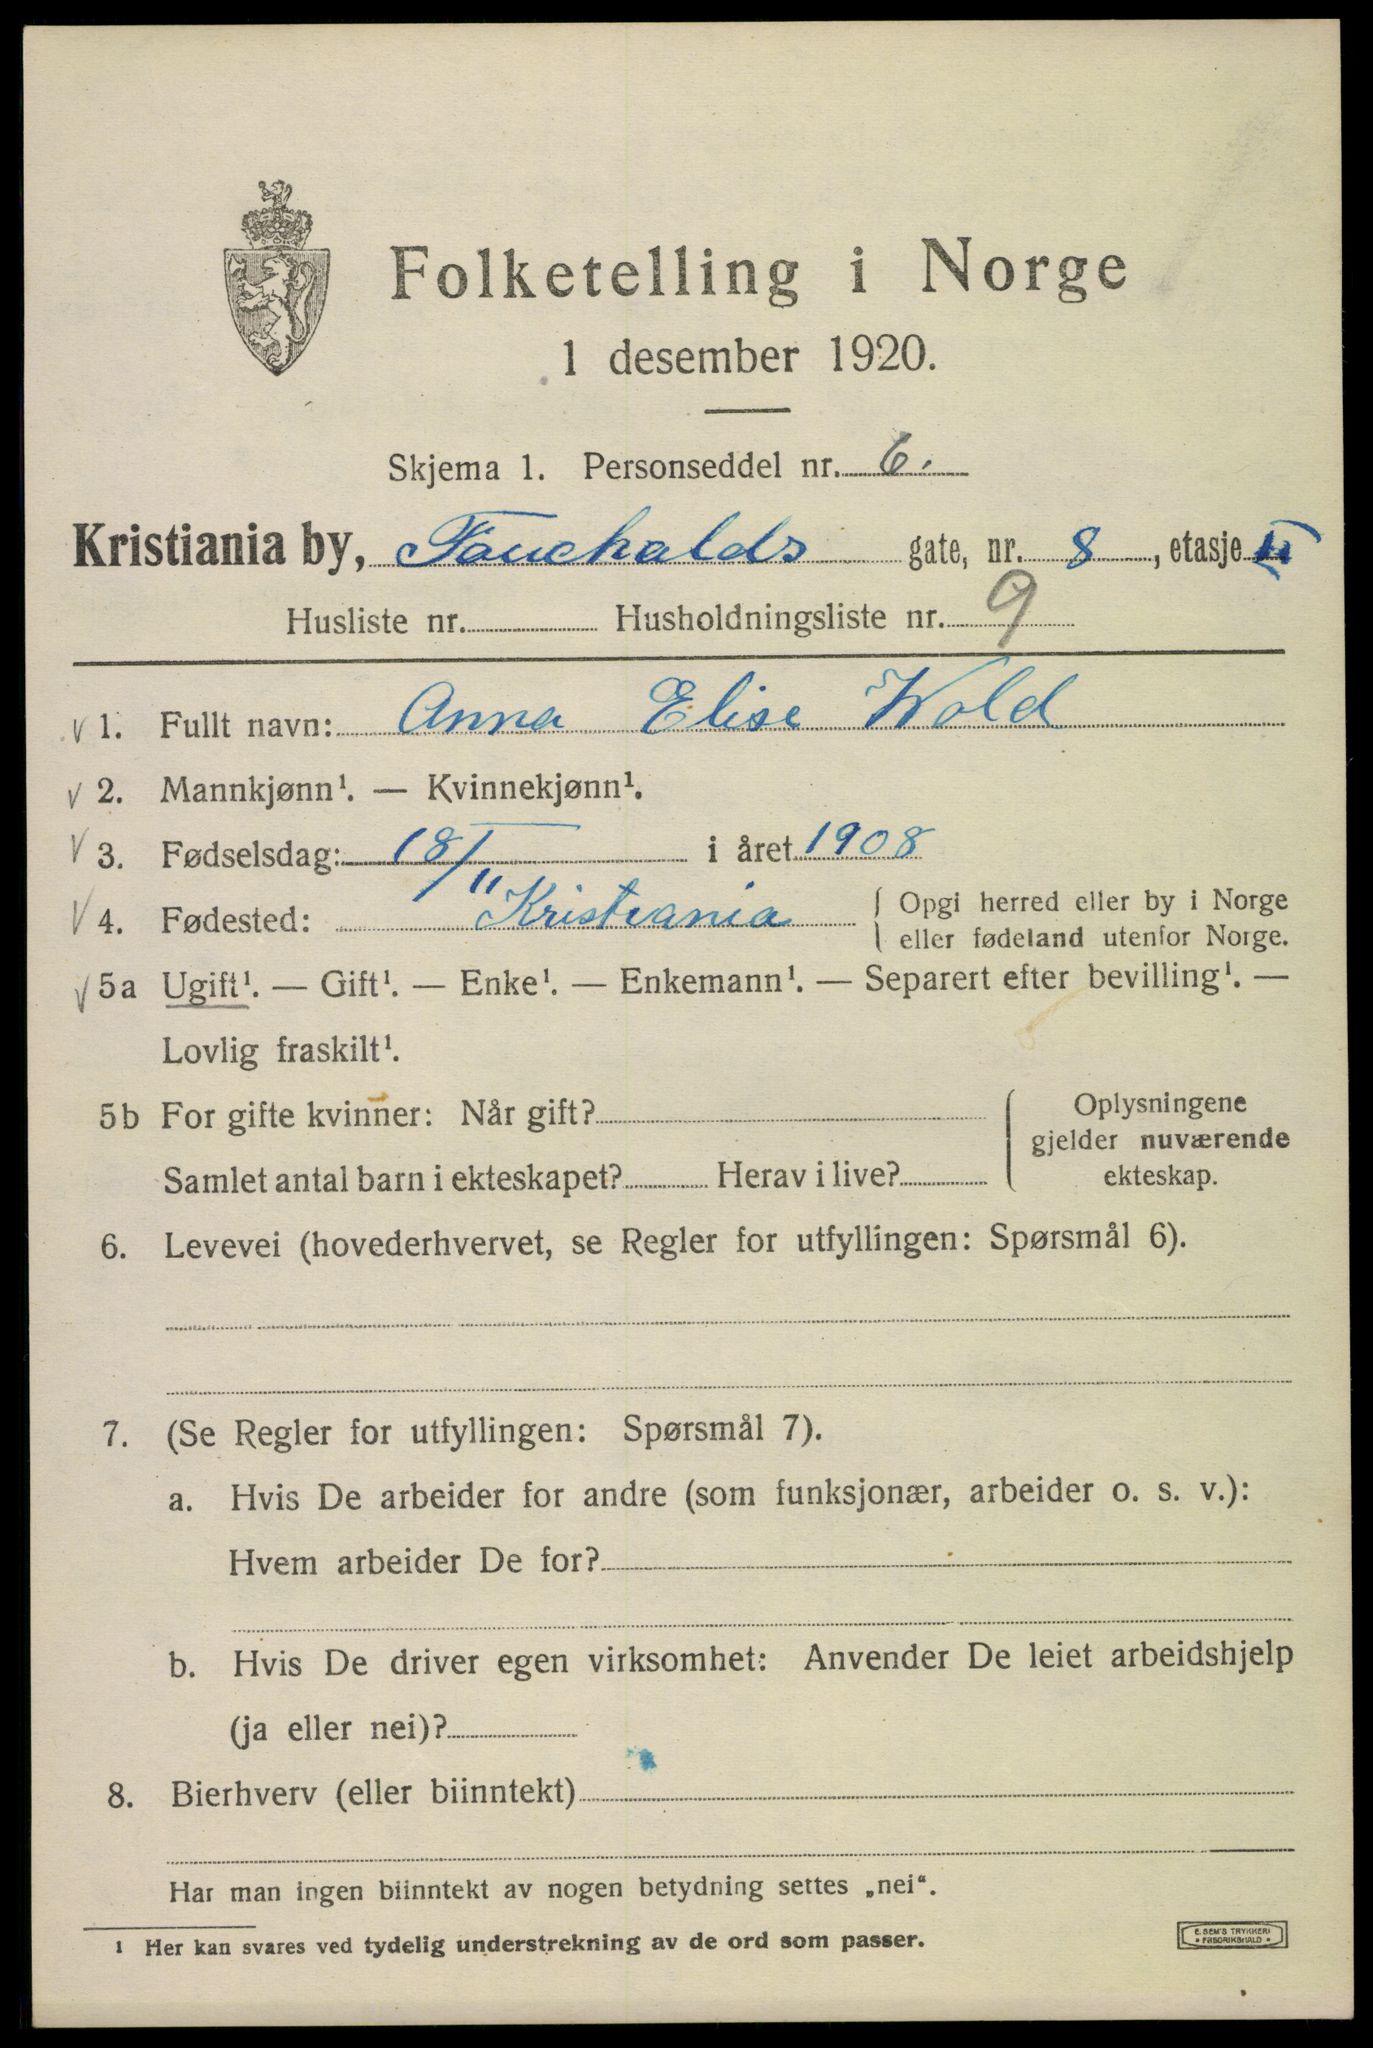 Folketelling i Norge
1 desember 1920.
Skjema 1. Personseddel nr. 6.
Kristiania by, Fauchalds gate, nr. 8, etasje II
Husliste nr. Husholdningsliste nr. 9
√ 1. Fullt navn: Anna Elise Wold
√ 2. Mannkjønn¹. — Kvinnekjønn¹.
√ 3. Fødselsdag: 18/11 i året 1908
√ 4. Fødested: Kristiania { Opgi herred eller by i Norge
eller fødeland utenfor Norge.
√ 5a Ugift¹. — Gift¹. — Enke¹. — Enkemann¹. — Separert efter bevilling¹. —
Lovlig fraskilt¹.
5b For gifte kvinner: Når gift? { Oplysningene
gjelder nuværende
Samlet antal barn i ekteskapet? Herav i live? ekteskap.
6. Levevei (hovederhvervet, se Regler for utfyllingen: Spørsmål 6).
7. (Se Regler for utfyllingen: Spørsmål 7).
a. Hvis De arbeider for andre (som funksjonær, arbeider o. s. v.):
Hvem arbeider De for?
b. Hvis De driver egen virksomhet: Anvender De leiet arbeidshjelp
(ja eller nei)?
8. Bierhverv (eller biinntekt)
Har man ingen biinntekt av nogen betydning settes „nei“.
1 Her kan svares ved tydelig understrekning av de ord som passer.
E. SEM'S TRYKKERI
• FREDRIKSHALD •